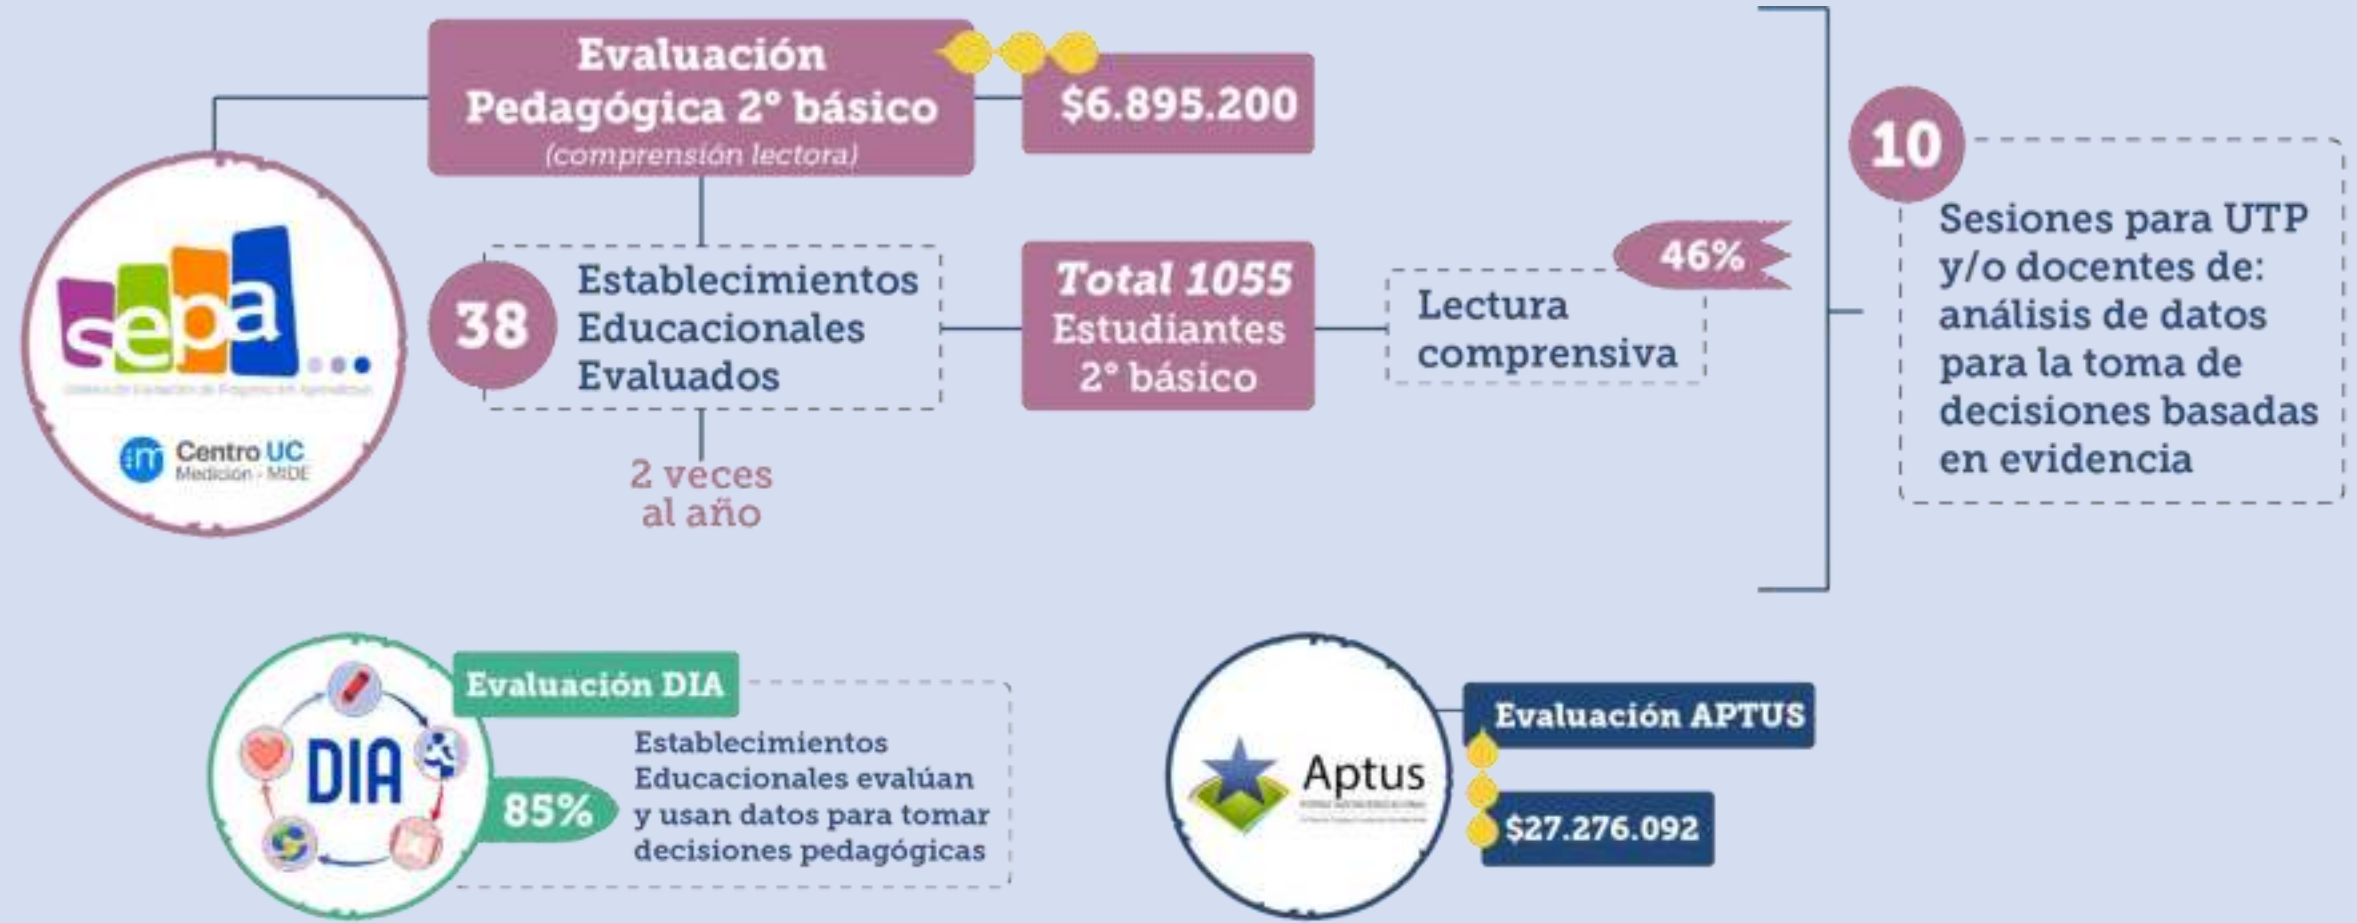 Evaluación
Pedagógica 2° básico
(comprensión lectora)
$6.895.200
sepa...
Centro UC
Medición - MIDE
38
Establecimientos
Educacionales
Evaluados
2 veces
al año
Total 1055
Estudiantes
2° básico
Lectura
comprensiva
46%
10
Sesiones para UTP
y/o docentes de:
análisis de datos
para la toma de
decisiones basadas
en evidencia
DIA
Evaluación DIA
85%
Establecimientos
Educacionales evalúan
y usan datos para tomar
decisiones pedagógicas
Aptus
Evaluación APTUS
$27.276.092